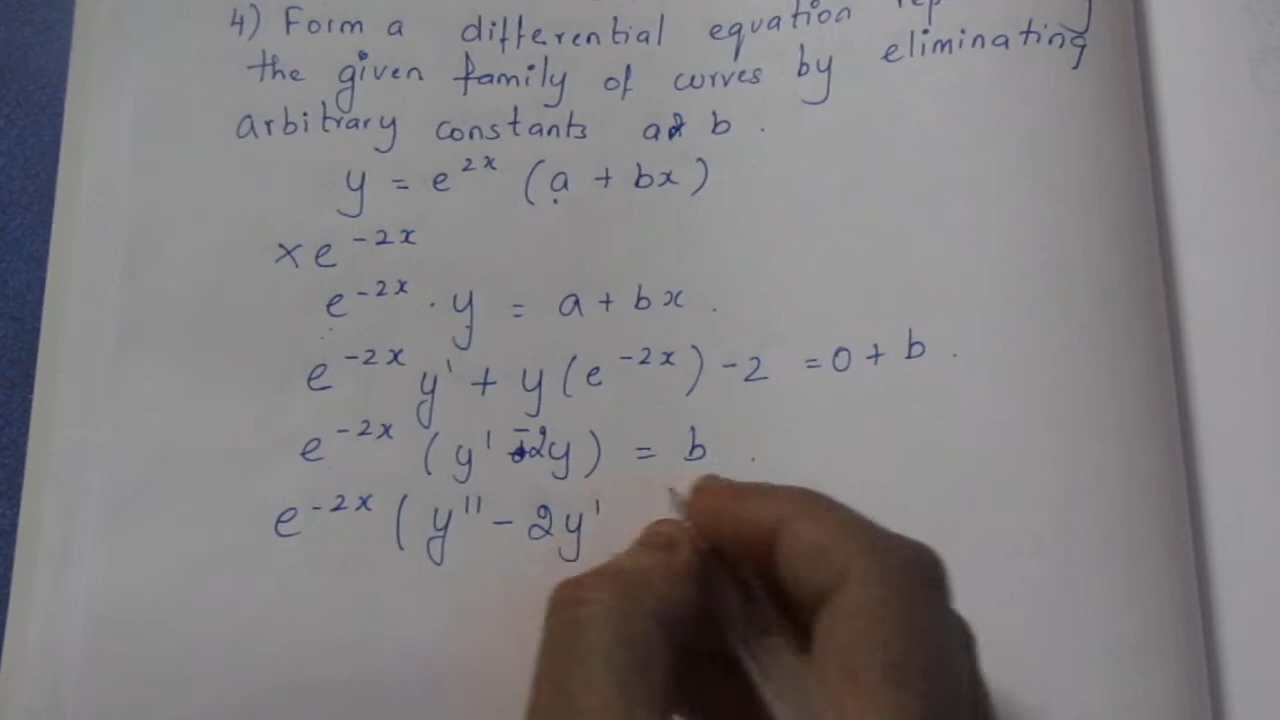 4) Form a differential equation
the given family of curves by eliminating
arbitrary constants a & b .
y = e^{2x} (a + bx)
× e^{-2x}
e^{-2x} . y = a + bx .
e^{-2x} y' + y (e^{-2x}) -2 = 0 + b .
e^{-2x} (y' -2y) = b .
e^{-2x} (y'' - 2y'